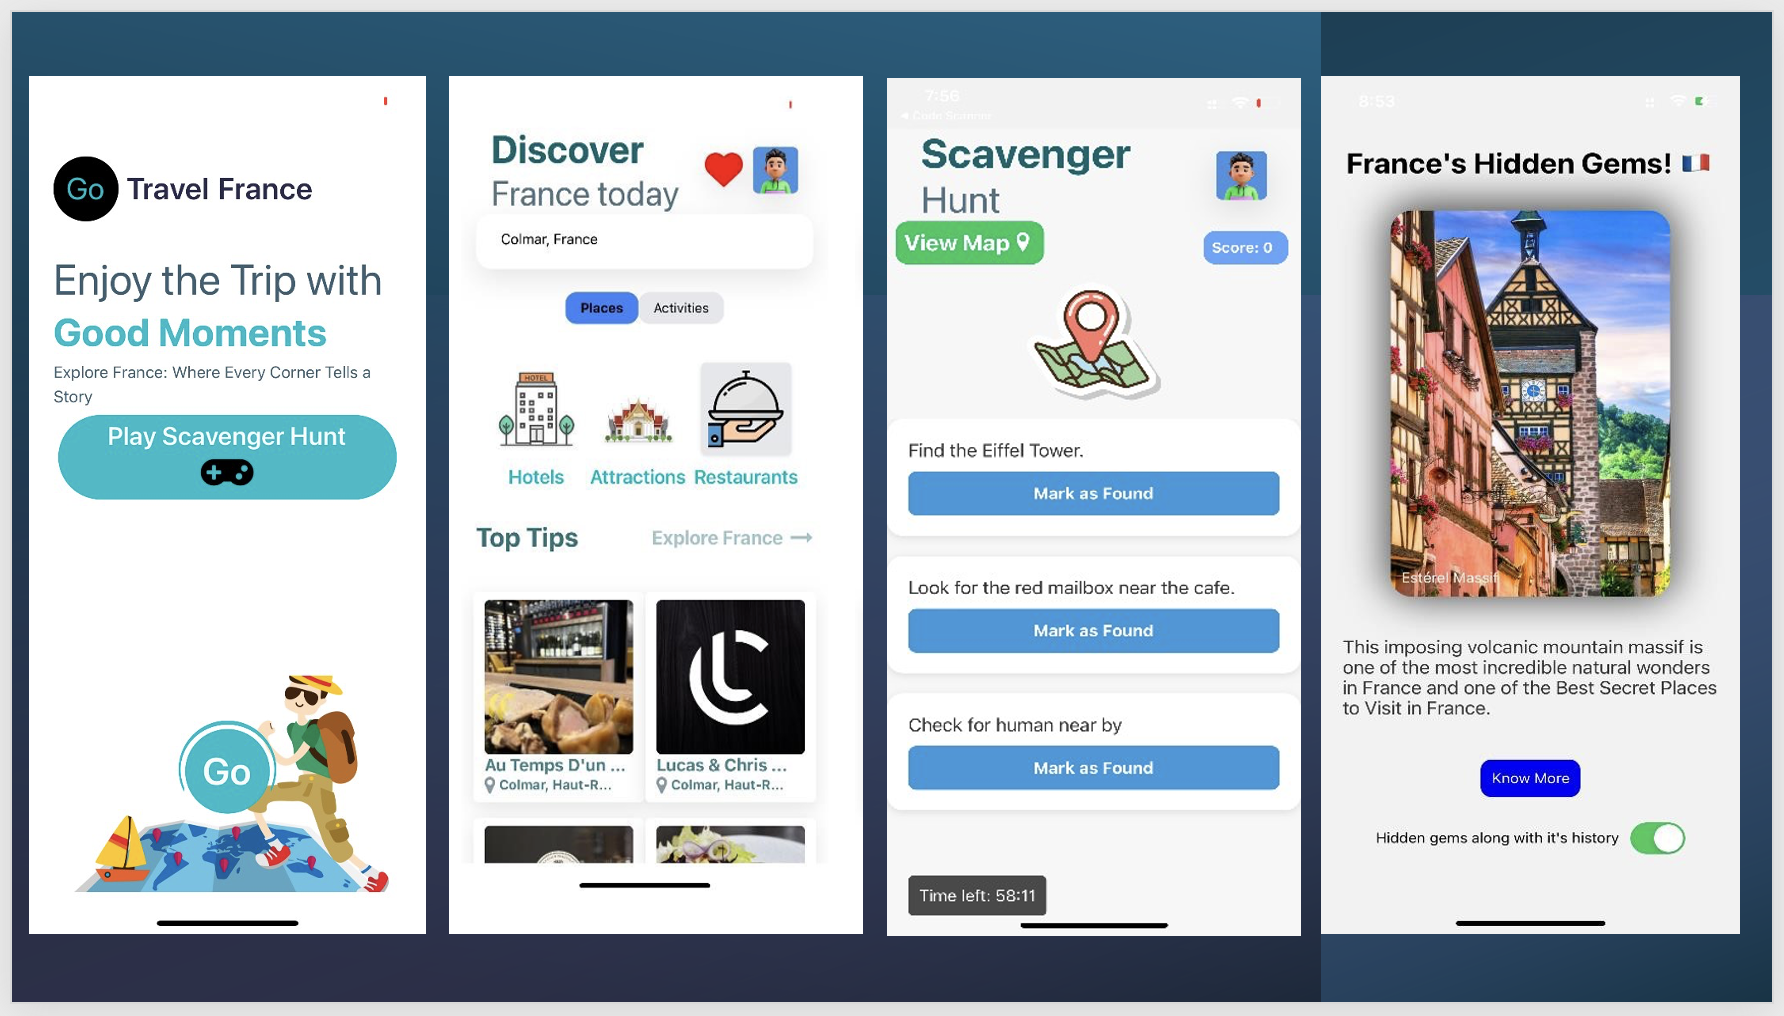 Go Travel France
Enjoy the Trip with
Good Moments
Explore France: Where Every Corner Tells a
Story
Play Scavenger Hunt
Go
Discover
France today
Colmar, France
Places
Activities
HOTEL
Hotels
Attractions
Restaurants
Top Tips
Explore France
Au Temps D'un ...
Colmar, Haut-R...
Lucas & Chris ...
Colmar, Haut-R...
7:56
Scavenger
Hunt
View Map
Score: 0
Find the Eiffel Tower.
Mark as Found
Look for the red mailbox near the cafe.
Mark as Found
Check for human near by
Mark as Found
Time left: 58:11
8:53
France's Hidden Gems!
Estérel Massif
This imposing volcanic mountain massif is
one of the most incredible natural wonders
in France and one of the Best Secret Places
to Visit in France.
Know More
Hidden gems along with it's history